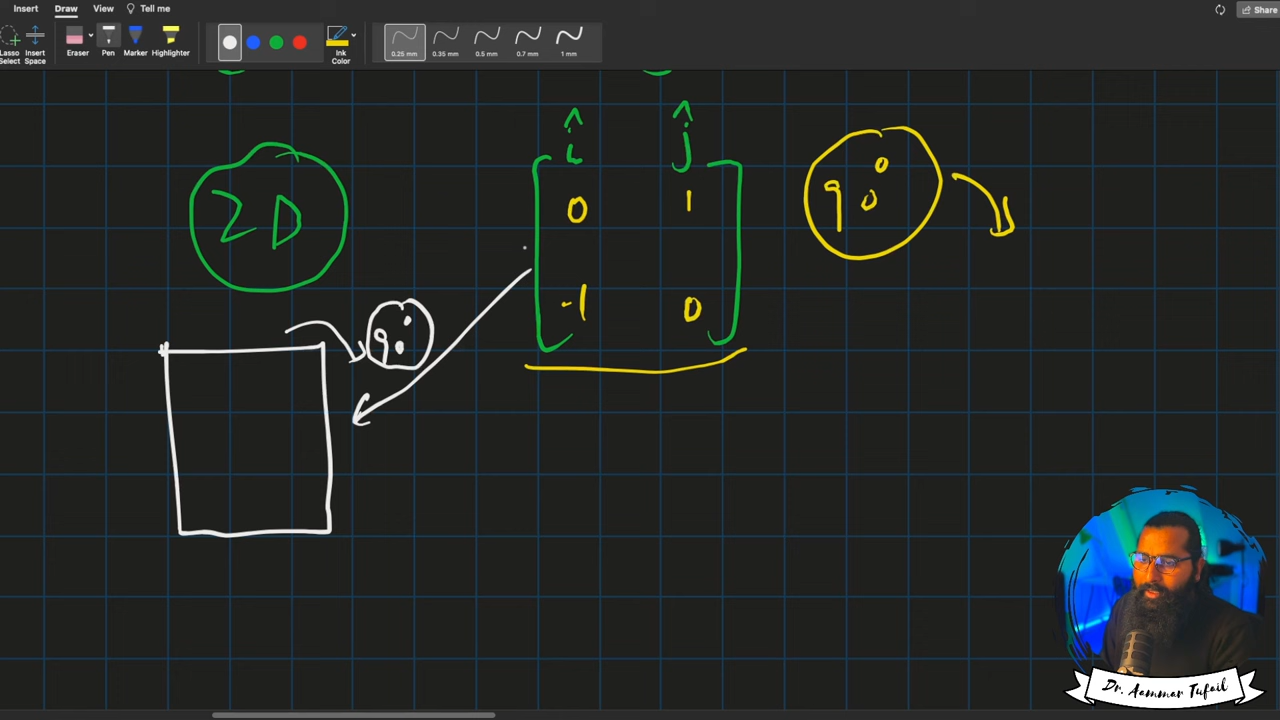 Insert Draw View Tell me Share
Lasso Select
Insert Space
Eraser
Pen
Marker
Highlighter
Ink Color
0.25 mm
0.35 mm
0.5 mm
0.7 mm
1 mm
î ĵ
2D
0 1
90°
-1 0
90°
Dr. Aammar Tufail